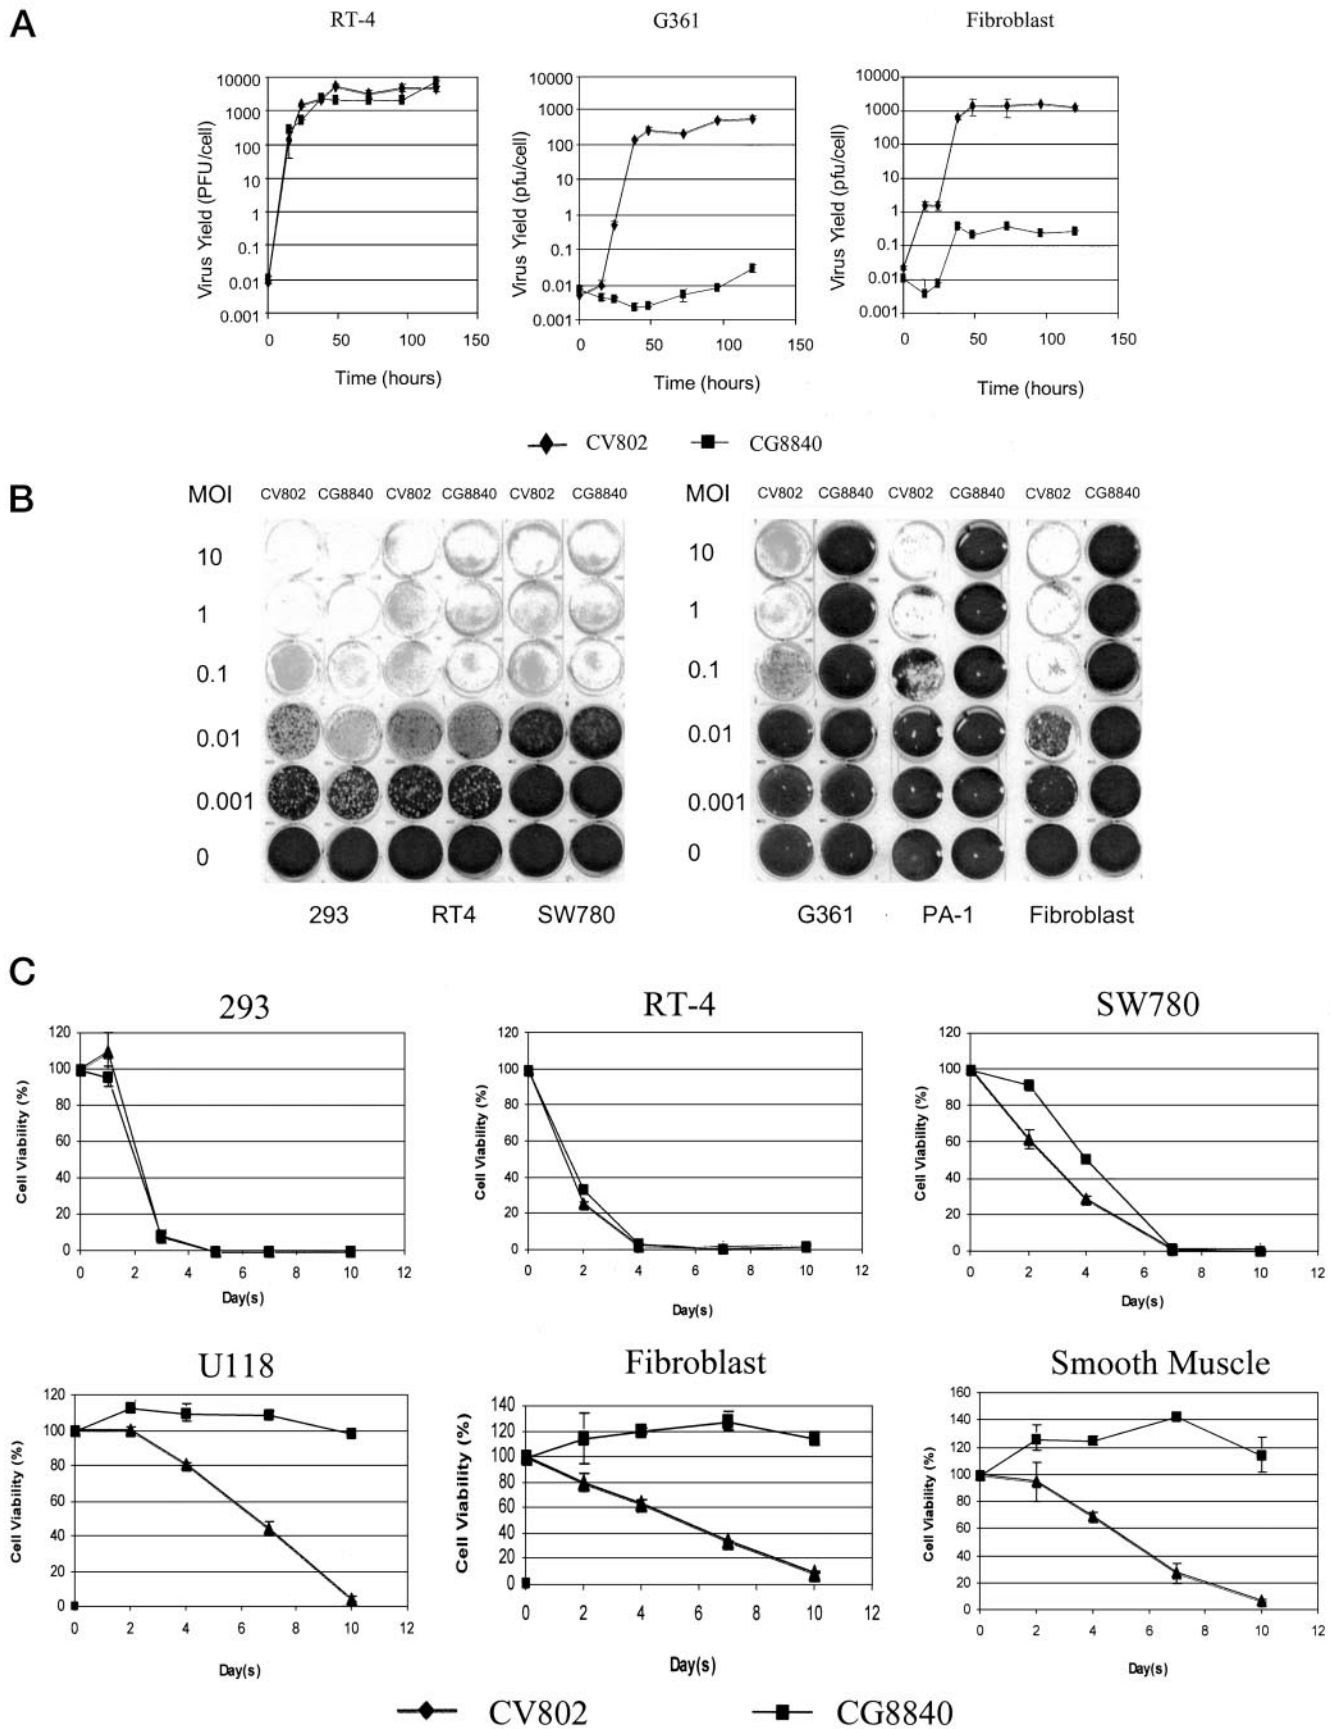 A
RT-4 G361 Fibroblast
Virus Yield (PFU/cell)
10000
1000
100
10
1
0.1
0.01
0.001
0 50 100 150
Time (hours)
Virus Yield (pfu/cell)
10000
1000
100
10
1
0.1
0.01
0.001
0 50 100 150
Time (hours)
Virus Yield (pfu/cell)
10000
1000
100
10
1
0.1
0.01
0.001
0 50 100 150
Time (hours)
CV802 CG8840
B
MOI CV802 CG8840 CV802 CG8840 CV802 CG8840
10
1
0.1
0.01
0.001
0
293 RT4 SW780
MOI CV802 CG8840 CV802 CG8840 CV802 CG8840
10
1
0.1
0.01
0.001
0
G361 PA-1 Fibroblast
C
293
Cell Viability (%)
120
100
80
60
40
20
0
0 2 4 6 8 10 12
Day(s)
RT-4
Cell Viability (%)
120
100
80
60
40
20
0
0 2 4 6 8 10 12
Day(s)
SW780
Cell Viability (%)
120
100
80
60
40
20
0
0 2 4 6 8 10 12
Day(s)
U118
Cell Viability (%)
120
100
80
60
40
20
0
0 2 4 6 8 10 12
Day(s)
Fibroblast
Cell Viability (%)
140
120
100
80
60
40
20
0
0 2 4 6 8 10 12
Day(s)
Smooth Muscle
Cell Viability (%)
160
140
120
100
80
60
40
20
0
0 2 4 6 8 10 12
Day(s)
CV802 CG8840